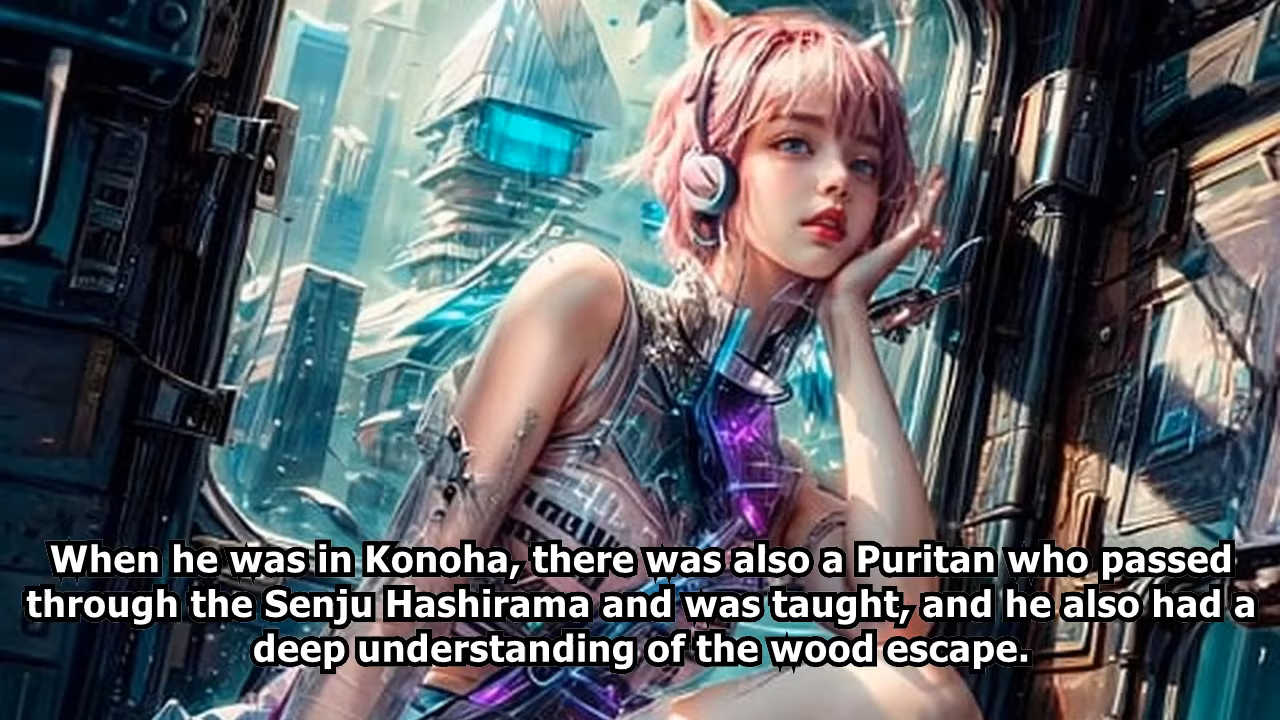 When he was in Konoha, there was also a Puritan who passed
through the Senju Hashirama and was taught, and he also had a
deep understanding of the wood escape.